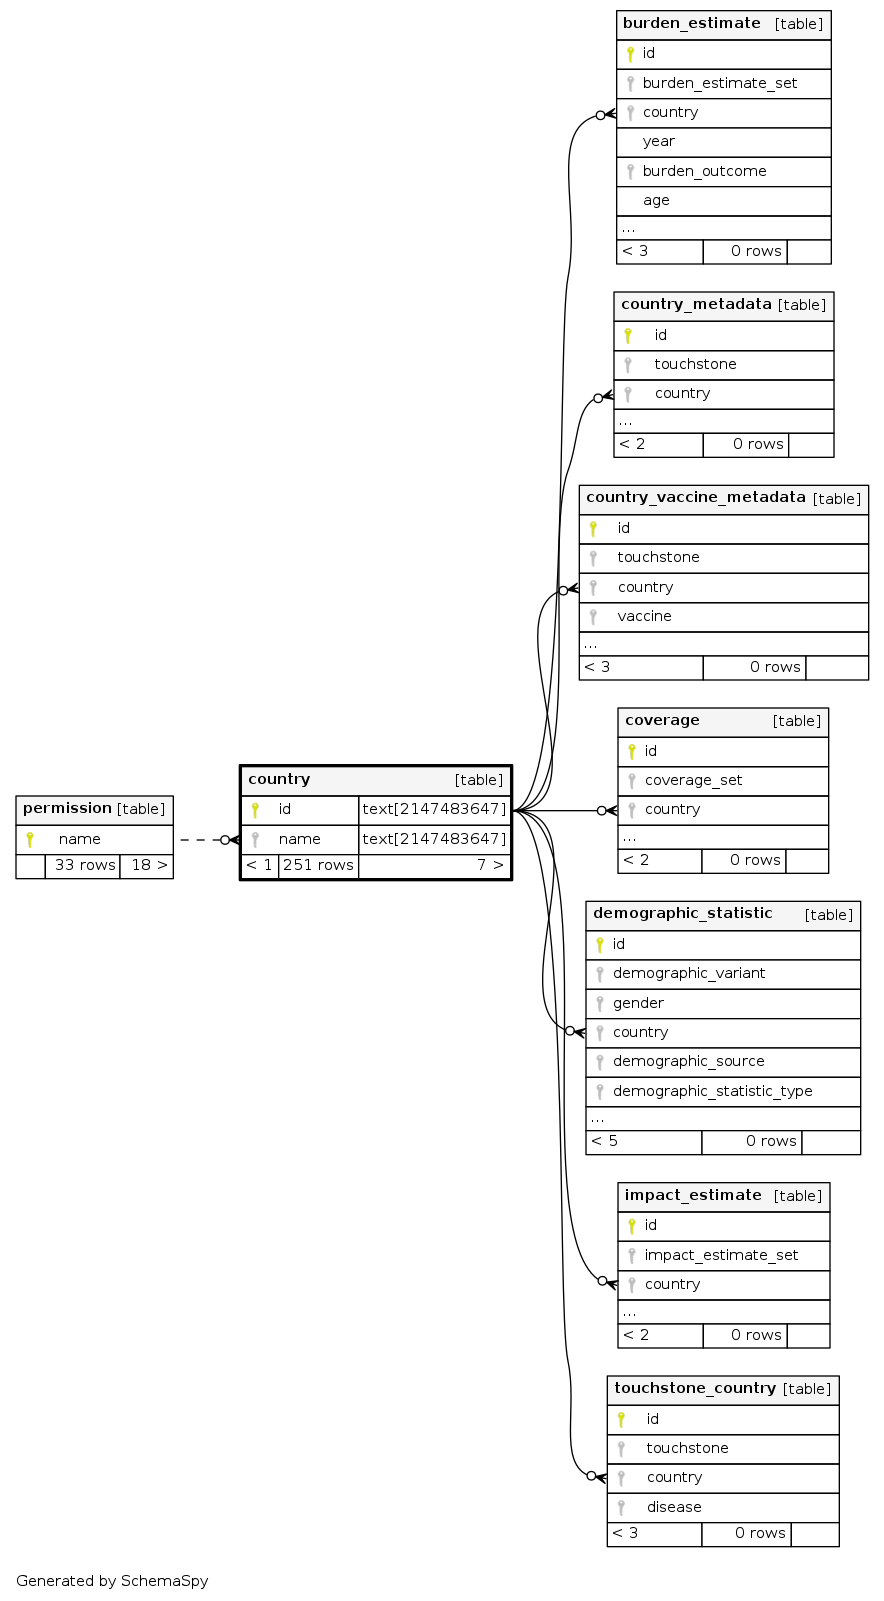 burden_estimate [table]
id
burden_estimate_set
country
year
burden_outcome
age
...
< 3 0 rows
country_metadata [table]
id
touchstone
country
...
< 2 0 rows
country_vaccine_metadata [table]
id
touchstone
country
vaccine
...
< 3 0 rows
coverage [table]
id
coverage_set
country
...
< 2 0 rows
permission [table]
name
33 rows 18 >
country [table]
id text[2147483647]
name text[2147483647]
< 1 251 rows 7 >
demographic_statistic [table]
id
demographic_variant
gender
country
demographic_source
demographic_statistic_type
...
< 5 0 rows
impact_estimate [table]
id
impact_estimate_set
country
...
< 2 0 rows
touchstone_country [table]
id
touchstone
country
disease
< 3 0 rows
Generated by SchemaSpy